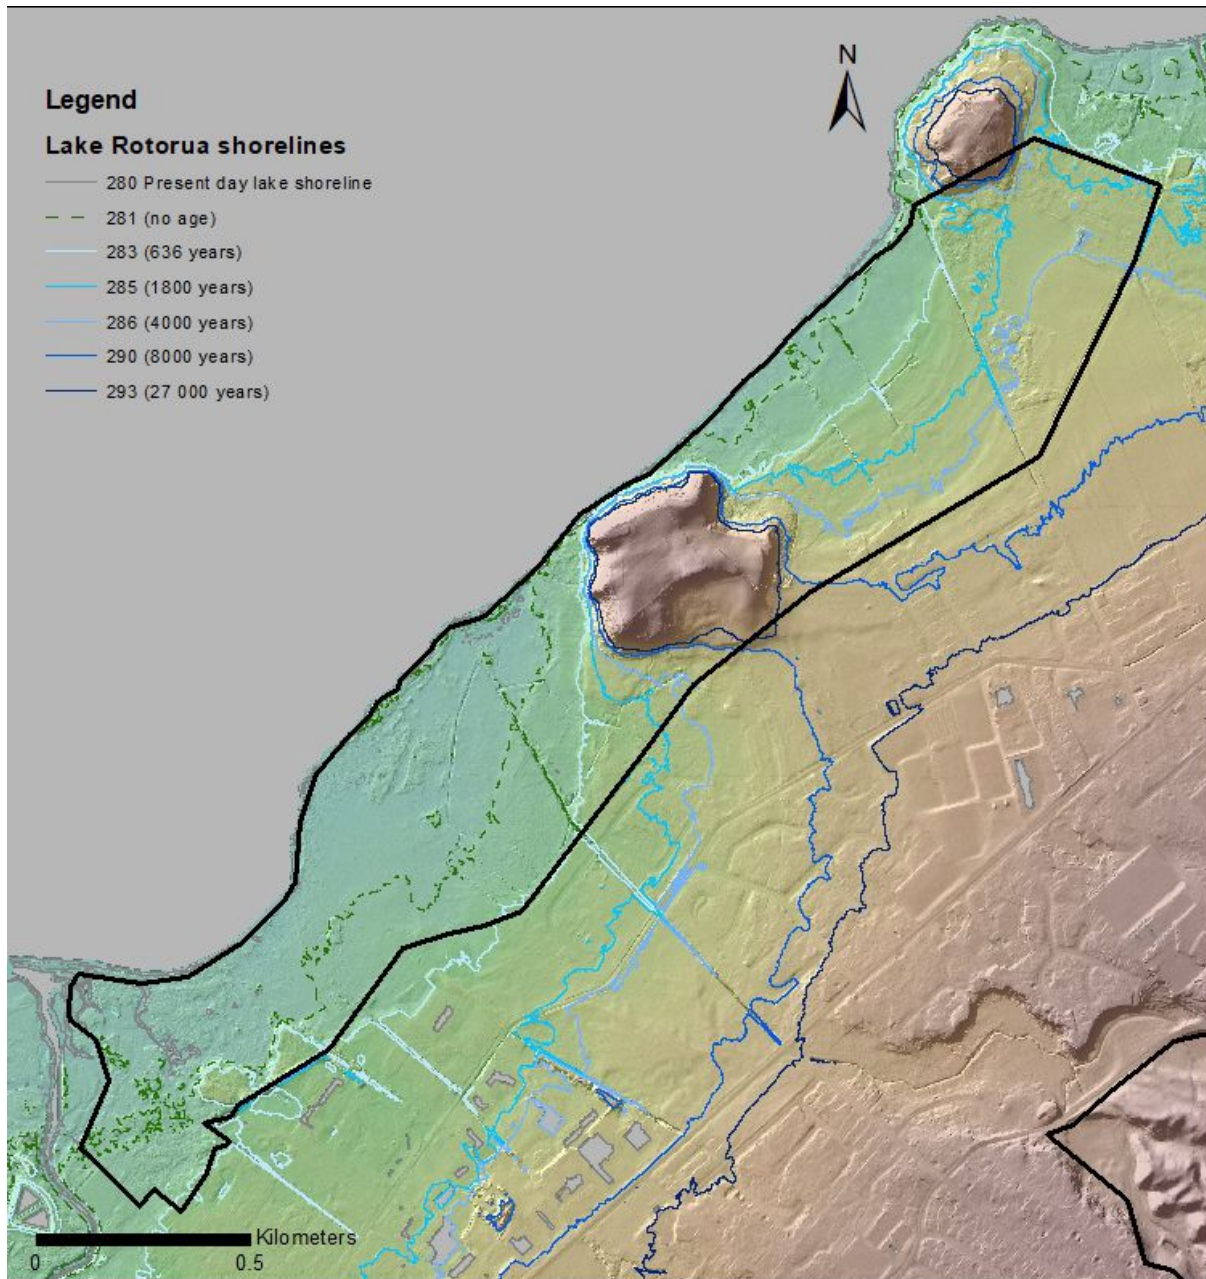 N
Legend
Lake Rotorua shorelines
280 Present day lake shoreline
281 (no age)
283 (636 years)
285 (1800 years)
286 (4000 years)
290 (8000 years)
293 (27 000 years)
Kilometers
0 0.5